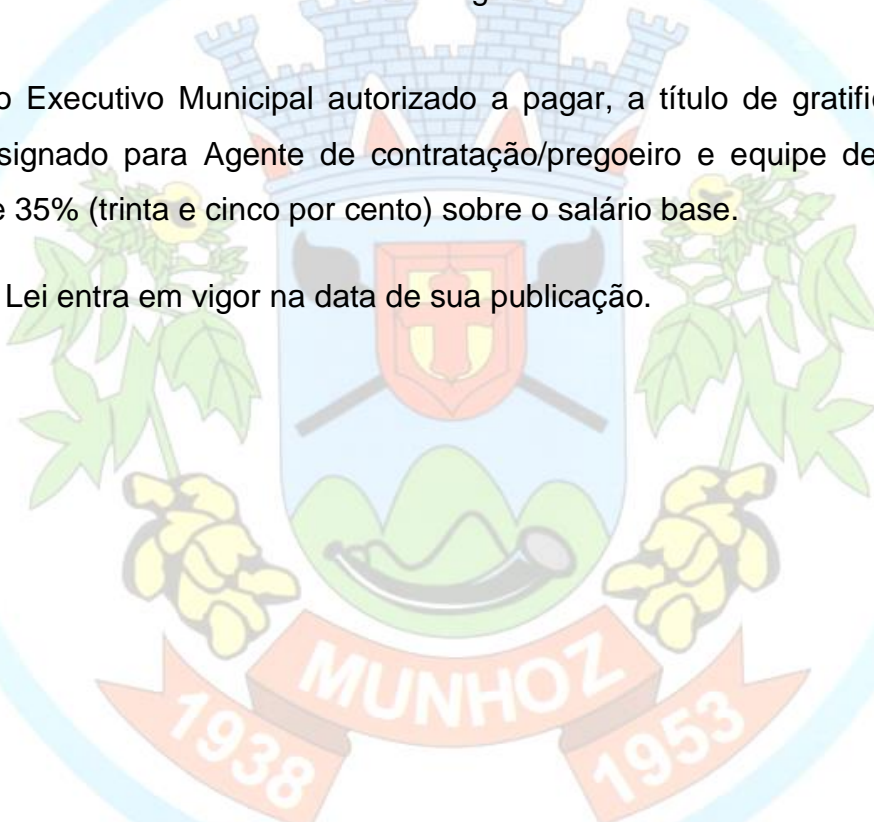 o Executivo Municipal autorizado a pagar, a título de
signado para Agente de contratação/pregoeiro e equipe de
e 35% (trinta e cinco por cento) sobre o salário base.
Lei entra em vigor na data de sua publicação.
MUNHOZ
1938
1953